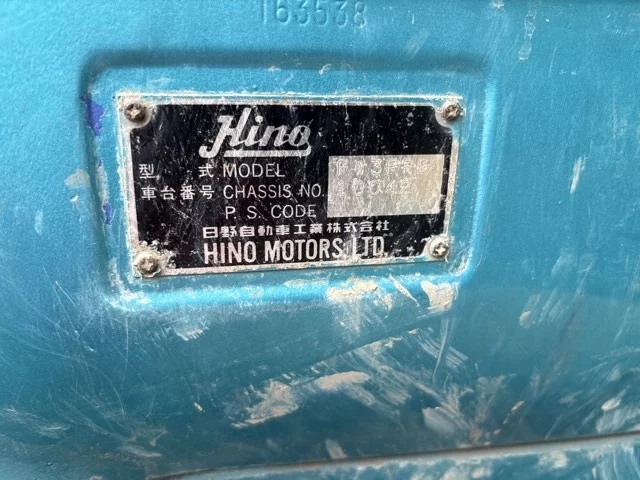 163538
Hino
型 式 MODEL
車台番号 CHASSIS NO.
P. S. CODE
日野自動車工業株式会社
HINO MOTORS, LTD.